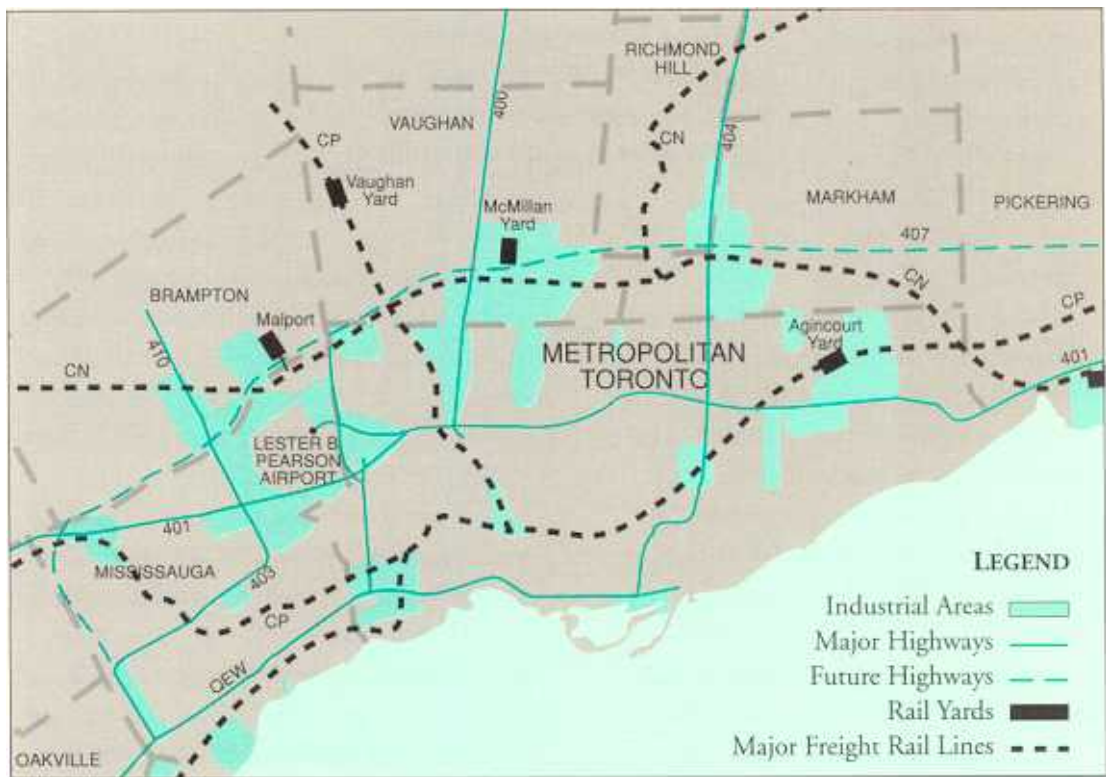 RICHMOND
HILL
400
VAUGHAN
CP
CN
404
Vaughan
Yard
McMillan
Yard
MARKHAM
PICKERING
407
BRAMPTON
Malport
CN
CP
Agincourt
Yard
METROPOLITAN
TORONTO
410
CN
401
LESTER B.
PEARSON
AIRPORT
401
MISSISSAUGA
403
CP
QEW
OAKVILLE
LEGEND
Industrial Areas
Major Highways
Future Highways
Rail Yards
Major Freight Rail Lines